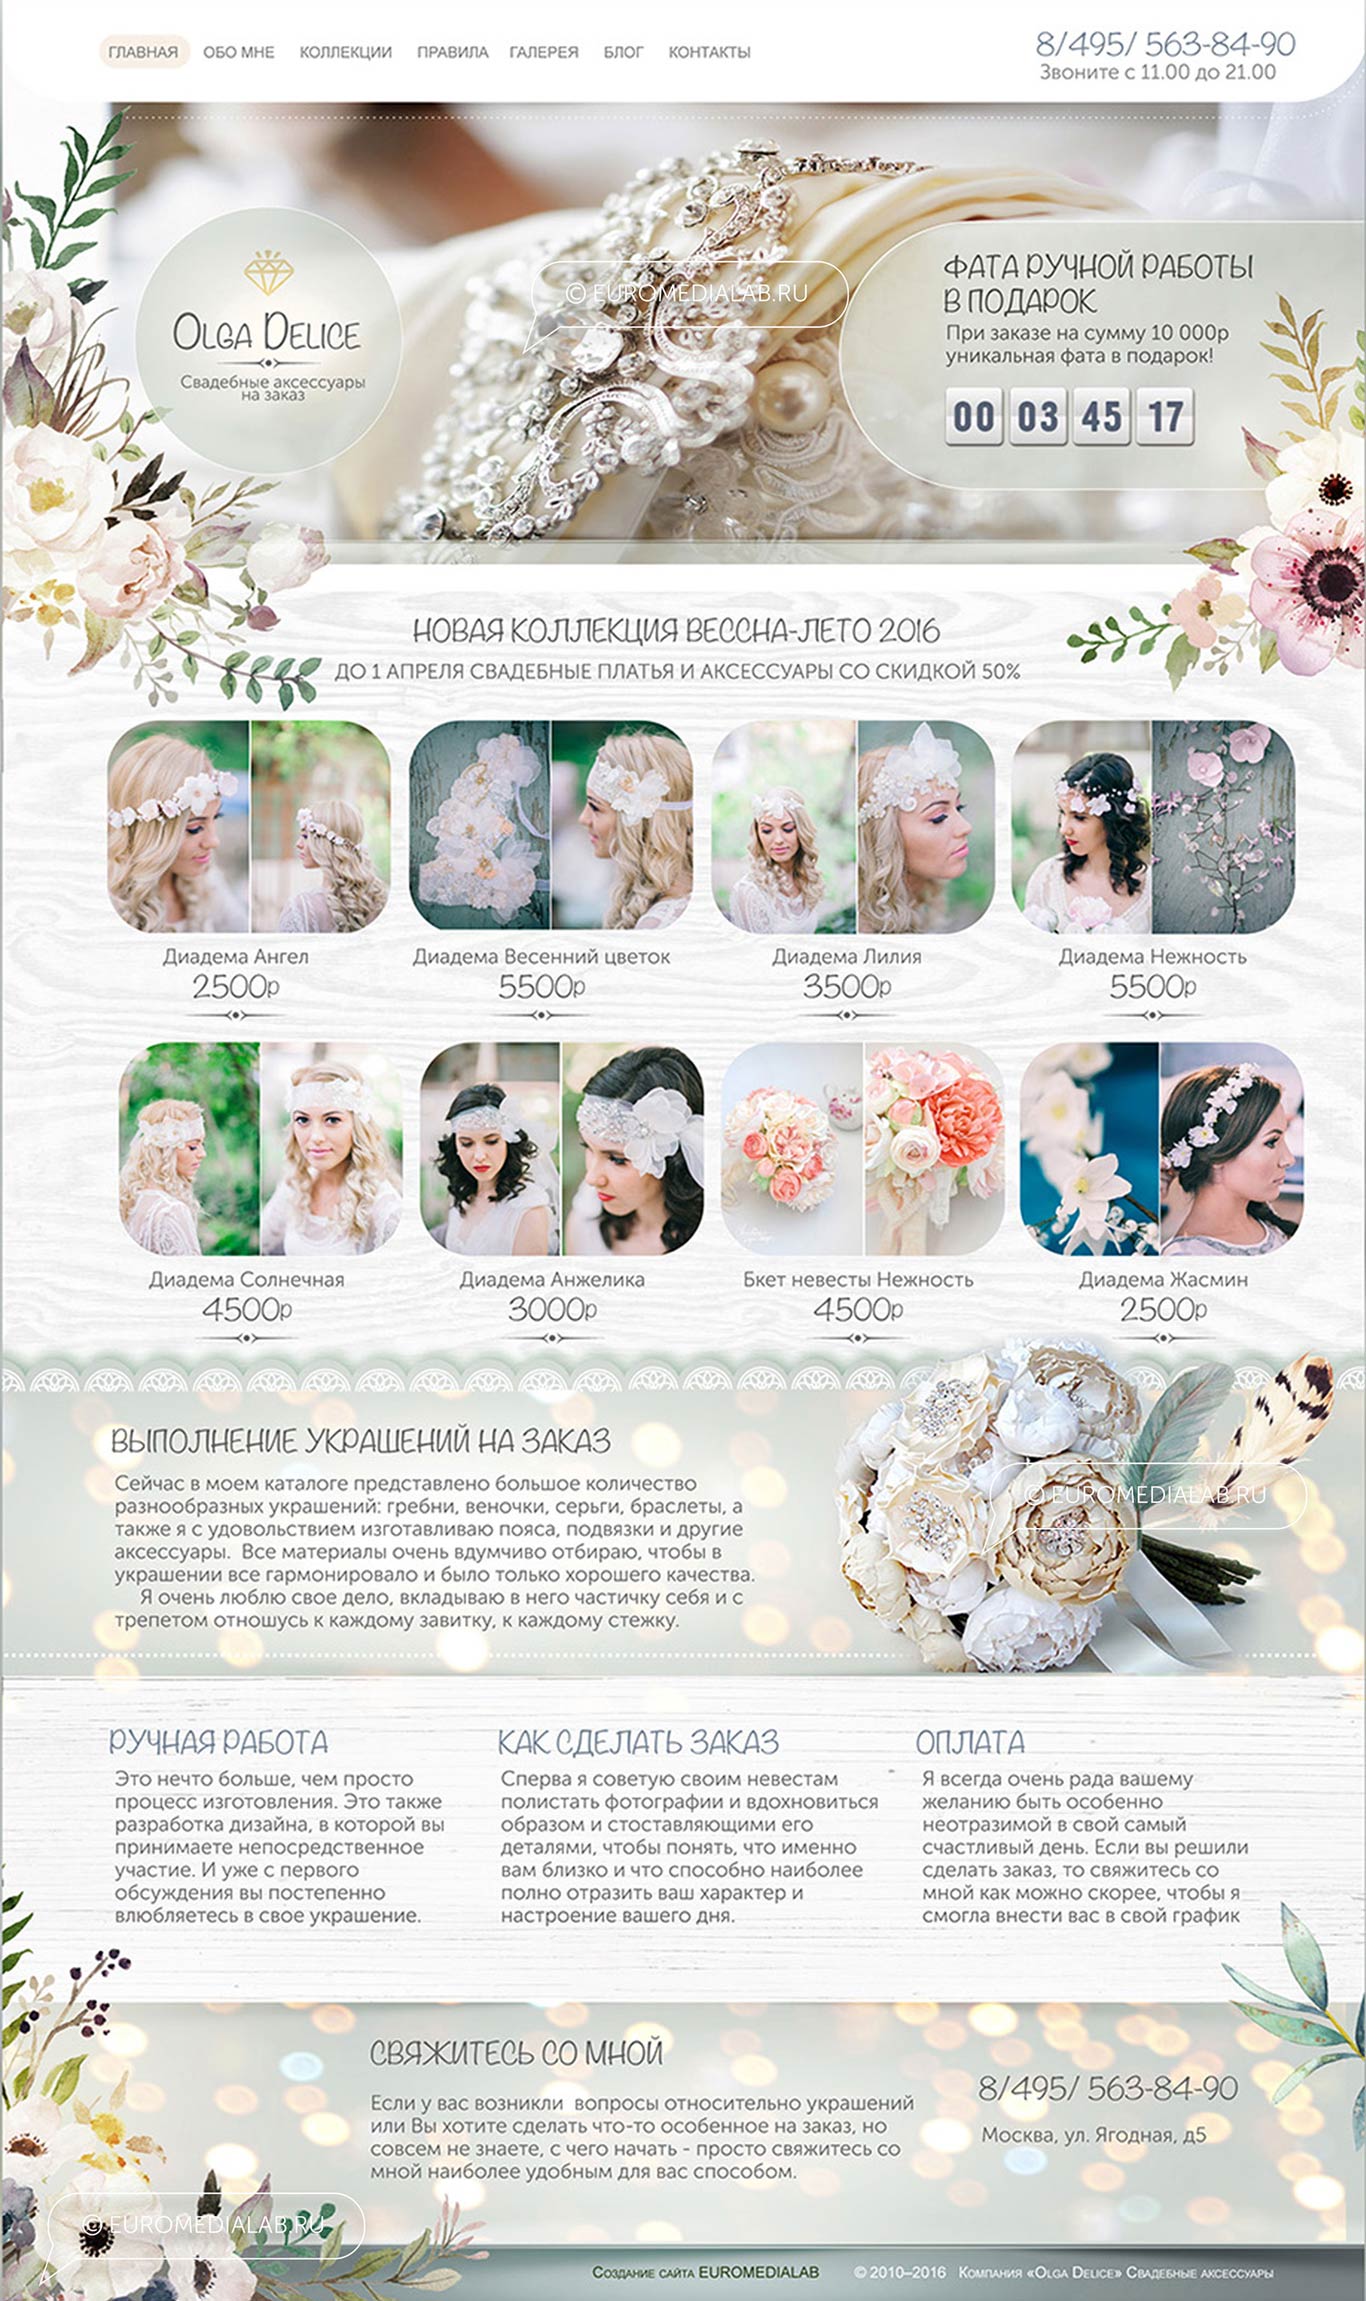 ГЛАВНАЯ ОБО МНЕ КОЛЛЕКЦИИ ПРАВИЛА ГАЛЕРЕЯ БЛОГ КОНТАКТЫ
8/495/ 563-84-90
Звоните с 11.00 до 21.00
OLGA DELICE
Свадебные аксессуары
на заказ
© EUROMEDIALAB.RU
ФАТА РУЧНОЙ РАБОТЫ
В ПОДАРОК
При заказе на сумму 10 000р
уникальная фата в подарок!
00 03 45 17
НОВАЯ КОЛЛЕКЦИЯ ВЕССНА-ЛЕТО 2016
ДО 1 АПРЕЛЯ СВАДЕБНЫЕ ПЛАТЬЯ И АКСЕССУАРЫ СО СКИДКОЙ 50%
Диадема Ангел Диадема Весенний цветок Диадема Лилия Диадема Нежность
2500р 5500р 3500р 5500р
Диадема Солнечная Диадема Анжелика Бкет невесты Нежность Диадема Жасмин
4500р 3000р 4500р 2500р
ВЫПОЛНЕНИЕ УКРАШЕНИЙ НА ЗАКАЗ
Сейчас в моем каталоге представлено большое количество
разнообразных украшений: гребни, веночки, серьги, браслеты, а
также я с удовольствием изготавливаю пояса, подвязки и другие
аксессуары. Все материалы очень вдумчиво отбираю, чтобы в
украшении все гармонировало и было только хорошего качества.
Я очень люблю свое дело, вкладываю в него частичку себя и с
трепетом отношусь к каждому завитку, к каждому стежку.
© EUROMEDIALAB.RU
РУЧНАЯ РАБОТА
Это нечто больше, чем просто
процесс изготовления. Это также
разработка дизайна, в которой вы
принимаете непосредственное
участие. И уже с первого
обсуждения вы постепенно
влюбляетесь в свое украшение.
КАК СДЕЛАТЬ ЗАКАЗ
Сперва я советую своим невестам
полистать фотографии и вдохновиться
образом и стоставляющими его
деталями, чтобы понять, что именно
вам близко и что способно наиболее
полно отразить ваш характер и
настроение вашего дня.
ОПЛАТА
Я всегда очень рада вашему
желанию быть особенно
неотразимой в свой самый
счастливый день. Если вы решили
сделать заказ, то свяжитесь со
мной как можно скорее, чтобы я
смогла внести вас в свой график
СВЯЖИТЕСЬ СО МНОЙ
Если у вас возникли вопросы относительно украшений
или Вы хотите сделать что-то особенное на заказ, но
совсем не знаете, с чего начать - просто свяжитесь со
мной наиболее удобным для вас способом.
8/495/ 563-84-90
Москва, ул. Ягодная, д5
© EUROMEDIALAB.RU
Создание сайта EUROMEDIALAB © 2010–2016 Компания «Olga Delice» Свадебные аксессуары